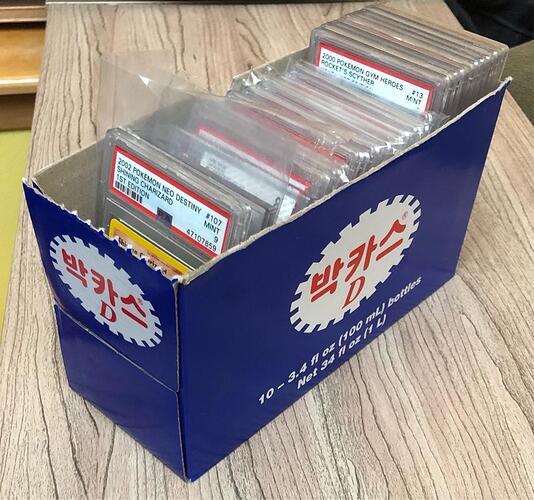 2000 POKEMON GYM HEROES #13
ROCKET'S SCYTHER MINT
2002 POKEMON NEO DESTINY #107
SHINING CHARIZARD MINT
1ST EDITION 9
47107659
박카스®
D
10 – 3.4 fl oz (100 mL) bottles
Net 34 fl oz (1 L)
박카스
D